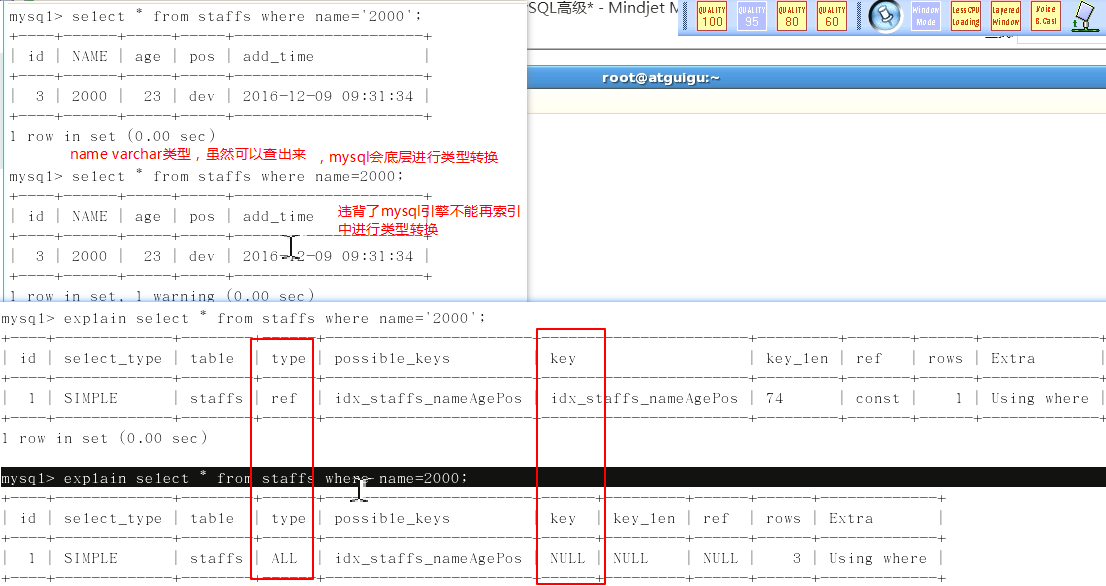 mysql> select * from staffs where name='2000';
SQL高级* - Mindjet M
QUALITY 100
QUALITY 95
QUALITY 80
QUALITY 60
Window Mode
Less CPU Loading
Layered Window
Noise B.Casl
+----+------+-----+-----+---------------------+
| id | NAME | age | pos | add_time            |
+----+------+-----+-----+---------------------+
|  3 | 2000 |  23 | dev | 2016-12-09 09:31:34 |
+----+------+-----+-----+---------------------+
1 row in set (0.00 sec)
root@atguigu:~
name varchar类型，虽然可以查出来 ，mysql会底层进行类型转换
mysql> select * from staffs where name=2000;
+----+------+-----+-----+---------------------+
| id | NAME | age | pos | add_time            |
+----+------+-----+-----+---------------------+
|  3 | 2000 |  23 | dev | 2016-12-09 09:31:34 |
+----+------+-----+-----+---------------------+
违背了mysql引擎不能再索引
中进行类型转换
1 row in set, 1 warning (0.00 sec)
mysql> explain select * from staffs where name='2000';
+----+-------------+--------+------+-----------------------+-----------------------+---------+-------+------+-------------+
| id | select_type | table  | type | possible_keys         | key                   | key_len | ref   | rows | Extra       |
+----+-------------+--------+------+-----------------------+-----------------------+---------+-------+------+-------------+
|  1 | SIMPLE      | staffs | ref  | idx_staffs_nameAgePos | idx_staffs_nameAgePos | 74      | const |    1 | Using where |
+----+-------------+--------+------+-----------------------+-----------------------+---------+-------+------+-------------+
1 row in set (0.00 sec)
mysql> explain select * from staffs where name=2000;
+----+-------------+--------+------+-----------------------+------+---------+------+------+-------------+
| id | select_type | table  | type | possible_keys         | key  | key_len | ref  | rows | Extra       |
+----+-------------+--------+------+-----------------------+------+---------+------+------+-------------+
|  1 | SIMPLE      | staffs | ALL  | idx_staffs_nameAgePos | NULL | NULL    | NULL |    3 | Using where |
+----+-------------+--------+------+-----------------------+------+---------+------+------+-------------+